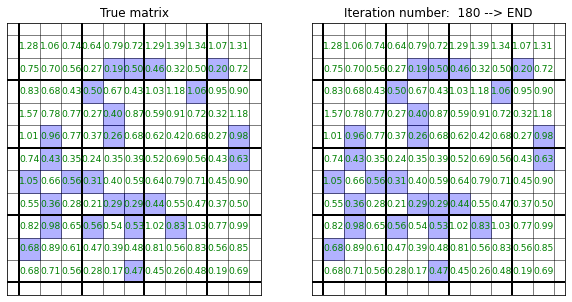 True matrix
1.28 1.06 0.74 0.64 0.79 0.72 1.29 1.39 1.34 1.07 1.31
0.75 0.70 0.56 0.27 0.19 0.50 0.46 0.32 0.50 0.20 0.72
0.83 0.68 0.43 0.50 0.67 0.43 1.03 1.18 1.06 0.95 0.90
1.57 0.78 0.77 0.27 0.40 0.87 0.59 0.91 0.72 0.32 1.18
1.01 0.96 0.77 0.37 0.26 0.68 0.62 0.42 0.68 0.27 0.98
0.74 0.43 0.35 0.24 0.35 0.39 0.52 0.69 0.56 0.43 0.63
1.05 0.66 0.56 0.31 0.40 0.59 0.64 0.79 0.71 0.45 0.90
0.55 0.36 0.28 0.21 0.29 0.29 0.44 0.55 0.47 0.37 0.50
0.82 0.98 0.65 0.56 0.54 0.53 1.02 0.83 1.03 0.77 0.99
0.68 0.89 0.61 0.47 0.39 0.48 0.81 0.56 0.83 0.56 0.85
0.68 0.71 0.56 0.28 0.17 0.47 0.45 0.26 0.48 0.19 0.69
Iteration number: 180 --> END
1.28 1.06 0.74 0.64 0.79 0.72 1.29 1.39 1.34 1.07 1.31
0.75 0.70 0.56 0.27 0.19 0.50 0.46 0.32 0.50 0.20 0.72
0.83 0.68 0.43 0.50 0.67 0.43 1.03 1.18 1.06 0.95 0.90
1.57 0.78 0.77 0.27 0.40 0.87 0.59 0.91 0.72 0.32 1.18
1.01 0.96 0.77 0.37 0.26 0.68 0.62 0.42 0.68 0.27 0.98
0.74 0.43 0.35 0.24 0.35 0.39 0.52 0.69 0.56 0.43 0.63
1.05 0.66 0.56 0.31 0.40 0.59 0.64 0.79 0.71 0.45 0.90
0.55 0.36 0.28 0.21 0.29 0.29 0.44 0.55 0.47 0.37 0.50
0.82 0.98 0.65 0.56 0.54 0.53 1.02 0.83 1.03 0.77 0.99
0.68 0.89 0.61 0.47 0.39 0.48 0.81 0.56 0.83 0.56 0.85
0.68 0.71 0.56 0.28 0.17 0.47 0.45 0.26 0.48 0.19 0.69